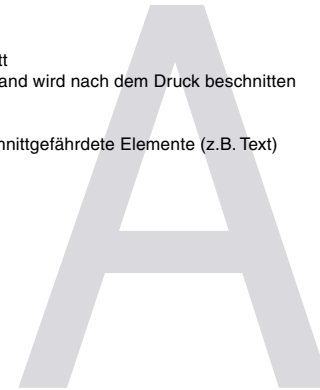 tt
and wird nach dem Druck beschnitten
nittgefährdete Elemente (z.B. Text)
A